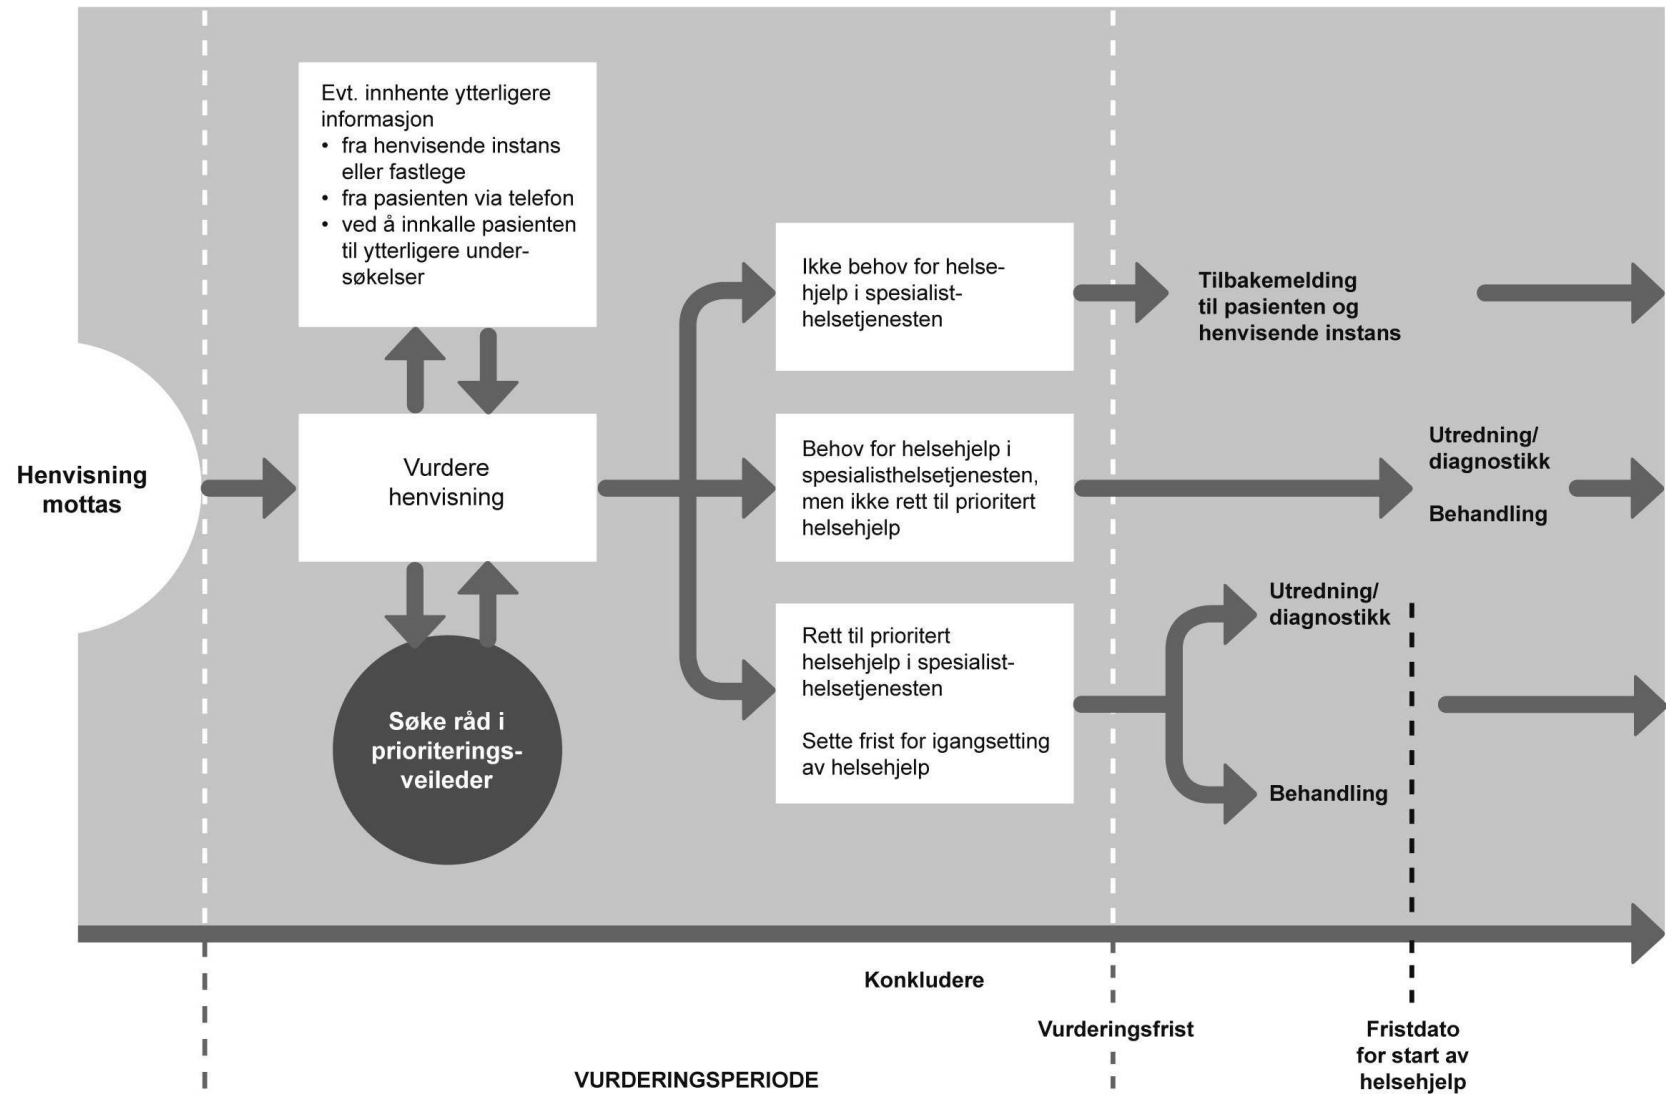 Henvisning
mottas
Evt. innhente ytterligere
informasjon
• fra henvisende instans
eller fastlege
• fra pasienten via telefon
• ved å innkalle pasienten
til ytterligere under-
søkelser
Vurdere
henvisning
Søke råd i
prioriterings-
veileder
Ikke behov for helse-
hjelp i spesialist-
helsetjenesten
Behov for helsehjelp i
spesialisthelsetjenesten,
men ikke rett til prioritert
helsehjelp
Rett til prioritert
helsehjelp i spesialist-
helsetjenesten
Sette frist for igangsetting
av helsehjelp
Tilbakemelding
til pasienten og
henvisende instans
Utredning/
diagnostikk
Behandling
Utredning/
diagnostikk
Behandling
Konkludere
Vurderingsfrist
Fristdato
for start av
helsehjelp
VURDERINGSPERIODE